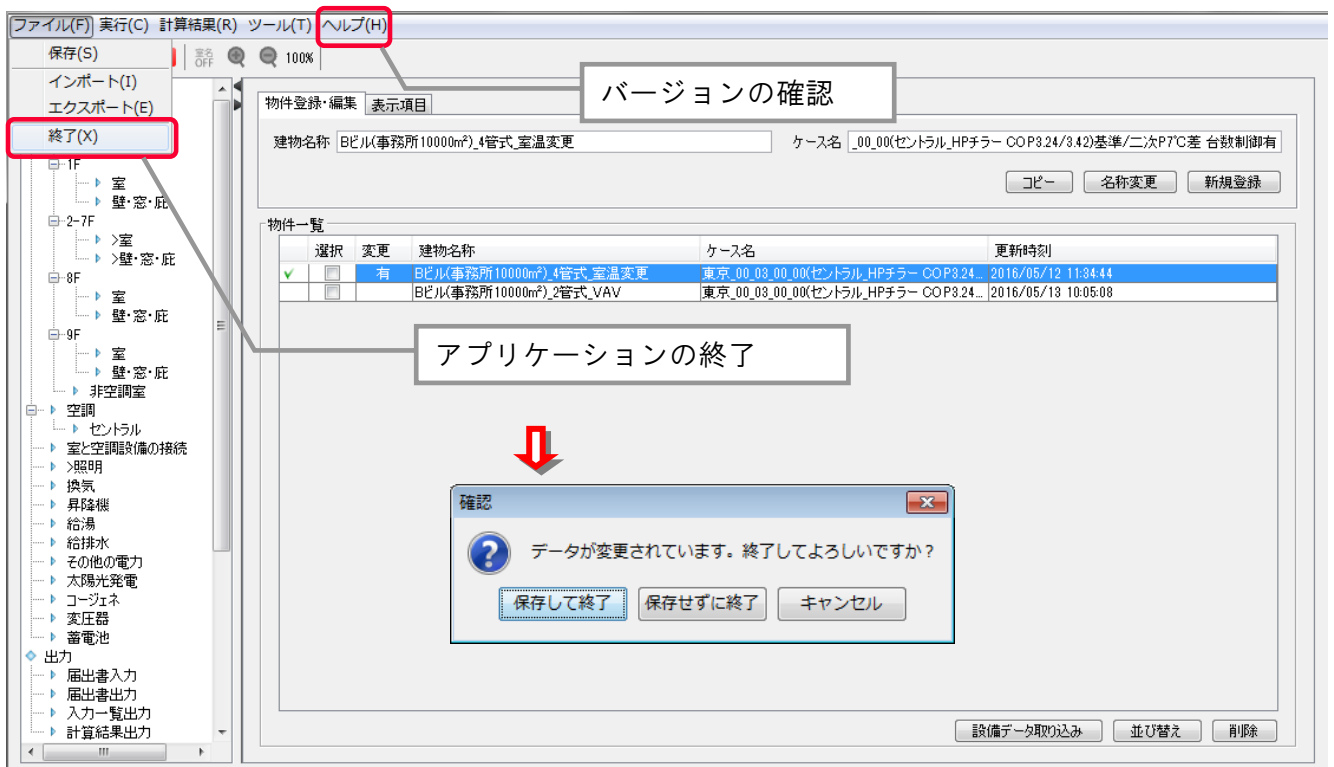 ファイル(F) 実行(C) 計算結果(R) ツール(T) ヘルプ(H)
保存(S)
インポート(I)
エクスポート(E)
終了(X)
室名 OFF 100%
バージョンの確認
物件登録・編集 表示項目
建物名称 Bビル(事務所10000m²)_4管式_室温変更 ケース名 _00_00(セントラル_HPチラー COP3.24/3.42)基準/二次P7℃差 台数制御有
コピー 名称変更 新規登録
1F
室
壁・窓・庇
2-7F
>室
>壁・窓・庇
8F
室
壁・窓・庇
9F
室
壁・窓・庇
非空調室
空調
セントラル
室と空調設備の接続
>照明
換気
昇降機
給湯
給排水
その他の電力
太陽光発電
コージェネ
変圧器
蓄電池
出力
届出書入力
届出書出力
入力一覧出力
計算結果出力
物件一覧
選択 変更 建物名称 ケース名 更新時刻
有 Bビル(事務所10000m²)_4管式_室温変更 東京_00_03_00_00(セントラル_HPチラー COP3.24... 2016/05/12 11:34:44
Bビル(事務所10000m²)_2管式_VAV 東京_00_03_00_00(セントラル_HPチラー COP3.24... 2016/05/13 10:05:08
アプリケーションの終了
確認
データが変更されています。終了してよろしいですか？
保存して終了 保存せずに終了 キャンセル
設備データ取り込み 並び替え 削除